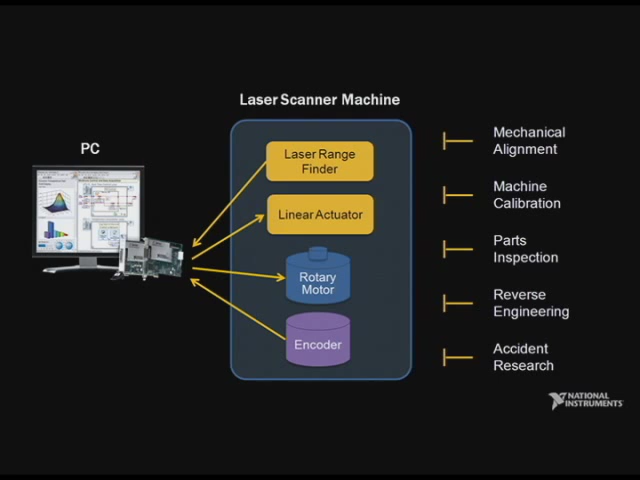 Laser Scanner Machine
PC
Laser Range
Finder
Linear Actuator
Rotary
Motor
Encoder
Mechanical
Alignment
Machine
Calibration
Parts
Inspection
Reverse
Engineering
Accident
Research
NATIONAL
INSTRUMENTS